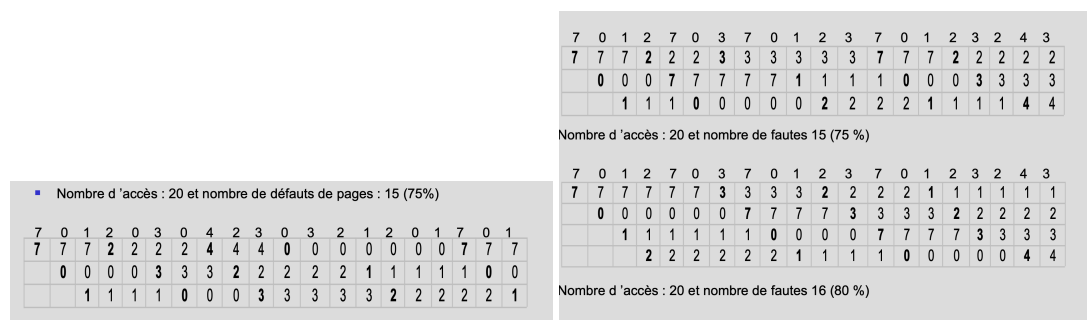 7 0 1 2 7 0 3 7 0 1 2 3 7 0 1 2 3 2 4 3
7 7 7 2 2 2 3 3 3 3 3 3 7 7 7 2 2 2 2 2
0 0 0 7 7 7 7 7 1 1 1 1 0 0 0 3 3 3 3
1 1 1 0 0 0 0 0 2 2 2 2 1 1 1 1 4 4
Nombre d 'accès : 20 et nombre de fautes 15 (75 %)
7 0 1 2 7 0 3 7 0 1 2 3 7 0 1 2 3 2 4 3
7 7 7 7 7 7 3 3 3 3 2 2 2 2 1 1 1 1 1 1
0 0 0 0 0 0 7 7 7 7 3 3 3 3 2 2 2 2 2
1 1 1 1 1 1 0 0 0 0 7 7 7 7 3 3 3 3
2 2 2 2 2 2 1 1 1 1 0 0 0 0 0 4 4
Nombre d 'accès : 20 et nombre de fautes 16 (80 %)
Nombre d 'accès : 20 et nombre de défauts de pages : 15 (75%)
7 0 1 2 0 3 0 4 2 3 0 3 2 1 2 0 1 7 0 1
7 7 7 2 2 2 2 4 4 4 0 0 0 0 0 0 0 7 7 7
0 0 0 0 3 3 3 2 2 2 2 2 1 1 1 1 1 0 0
1 1 1 1 0 0 0 3 3 3 3 3 2 2 2 2 2 1